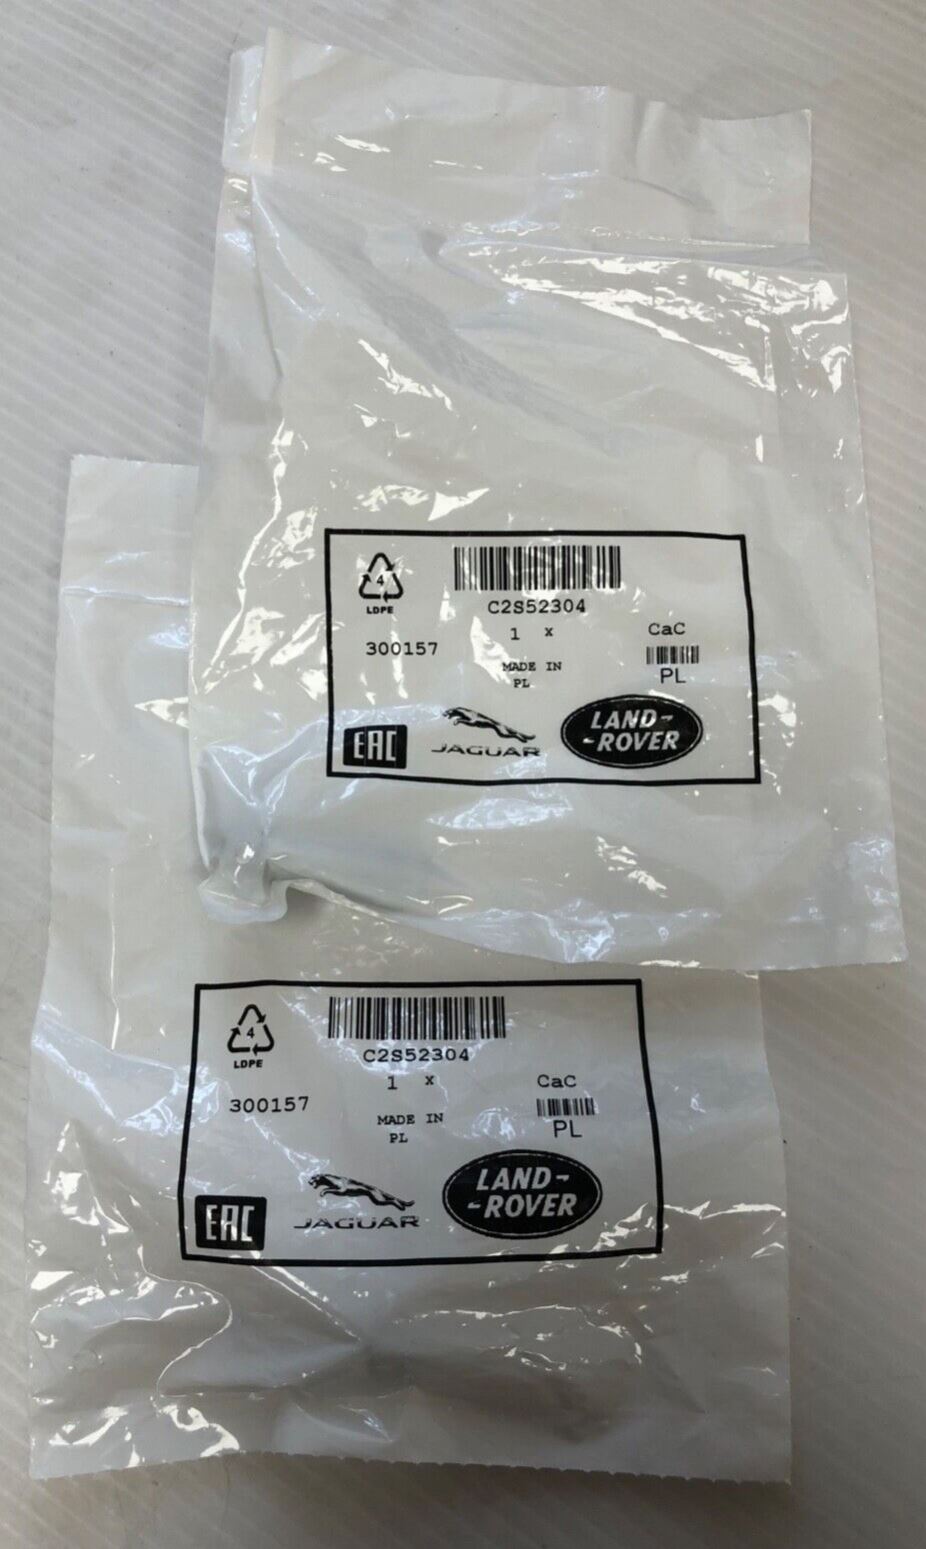 4
LDPE
C2S52304
1 x
CaC
300157
MADE IN
PL
PL
EAC
JAGUAR
LAND-
-ROVER
4
LDPE
C2S52304
1 x
CaC
300157
MADE IN
PL
PL
EAC
JAGUAR
LAND-
-ROVER